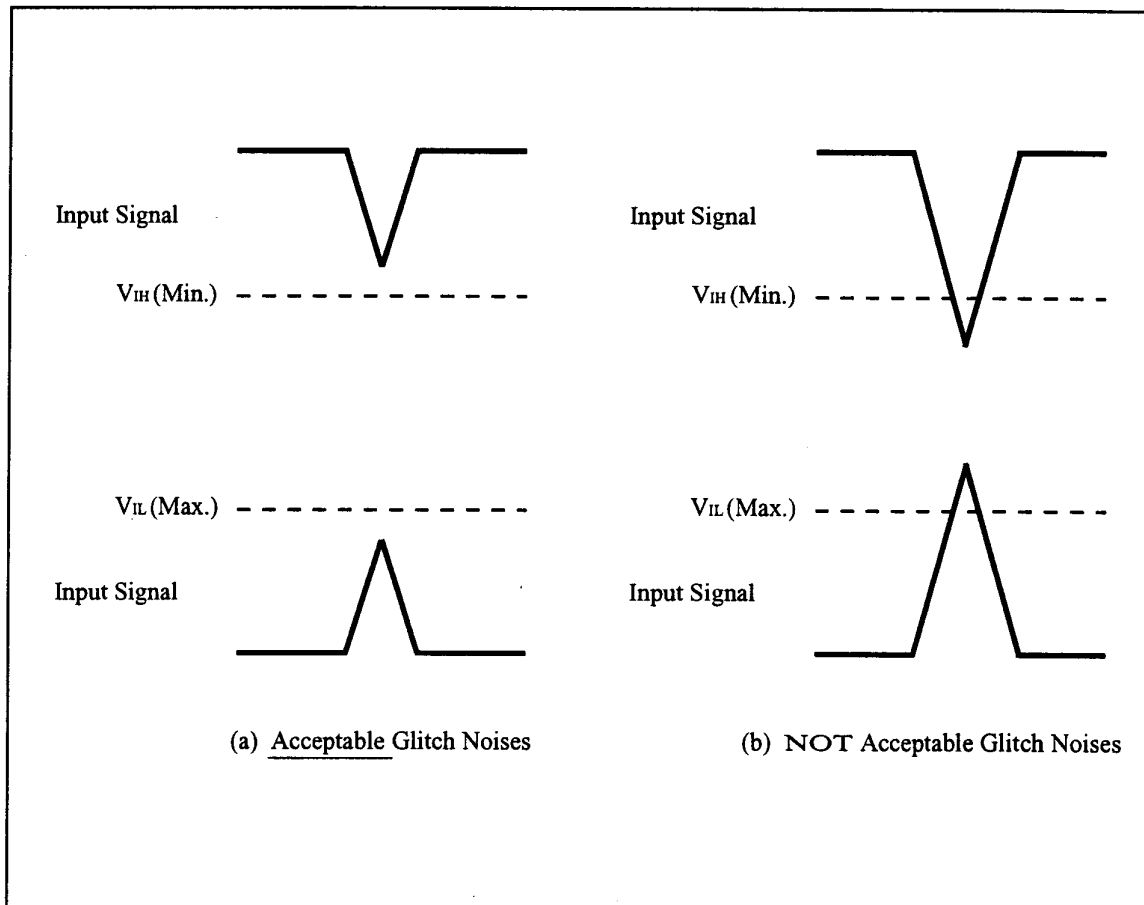 Input Signal
VIH (Min.)
VIL (Max.)
Input Signal
(a) Acceptable Glitch Noises
Input Signal
VIH (Min.)
VIL (Max.)
Input Signal
(b) NOT Acceptable Glitch Noises